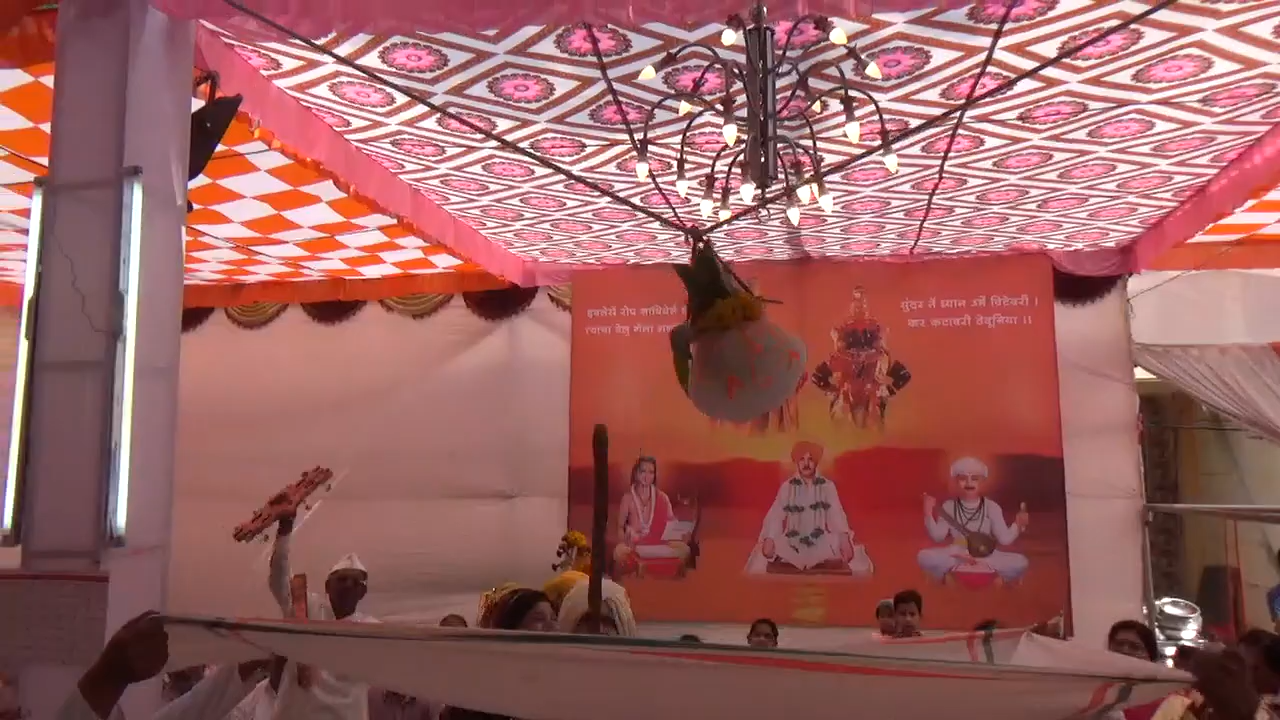 इवलेसें रोप लावियेलें
त्याचा वेलु गेला
सुंदर तें ध्यान उभें विटेवरी ।
कर कटावरी ठेवूनिया ।।